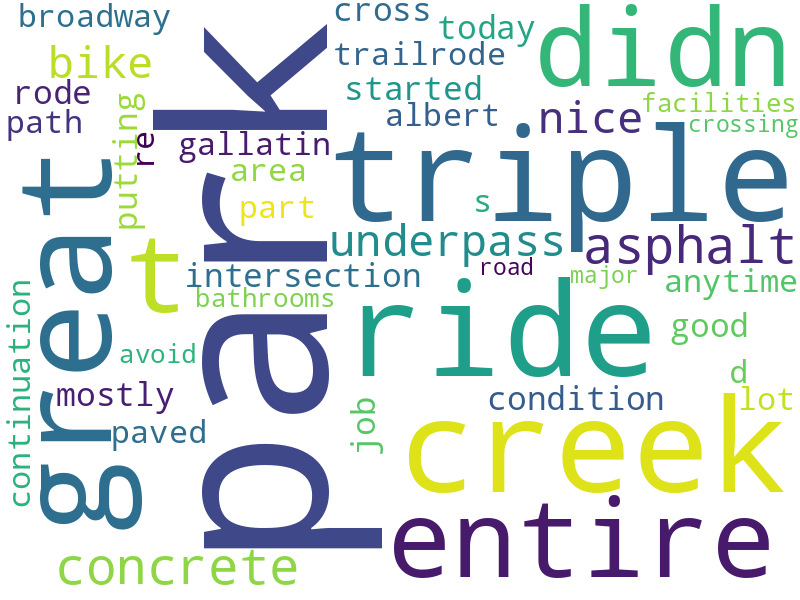 broadway
cross
today
didn
bike
trailrode
rode
started
facilities
path
putting
re
gallatin
albert
nice
crossing
great
park
triple
area
part
s
t
underpass
asphalt
intersection
road
major
anytime
bathrooms
ride
good
continuation
avoid
d
mostly
job
condition
lot
paved
creek
entire
concrete